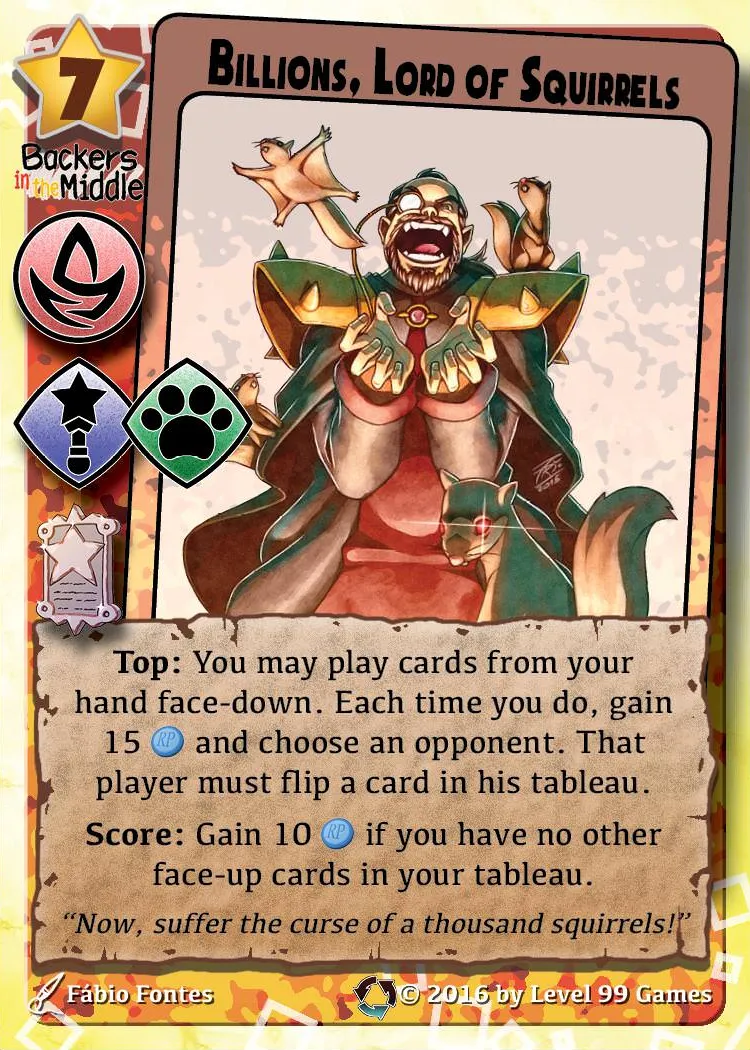 7
BILLIONS, LORD OF SQUIRRELS
Backers
in the Middle
Top: You may play cards from your
hand face-down. Each time you do, gain
15 RP and choose an opponent. That
player must flip a card in his tableau.
Score: Gain 10 RP if you have no other
face-up cards in your tableau.
“Now, suffer the curse of a thousand squirrels!”
Fábio Fontes
© 2016 by Level 99 Games